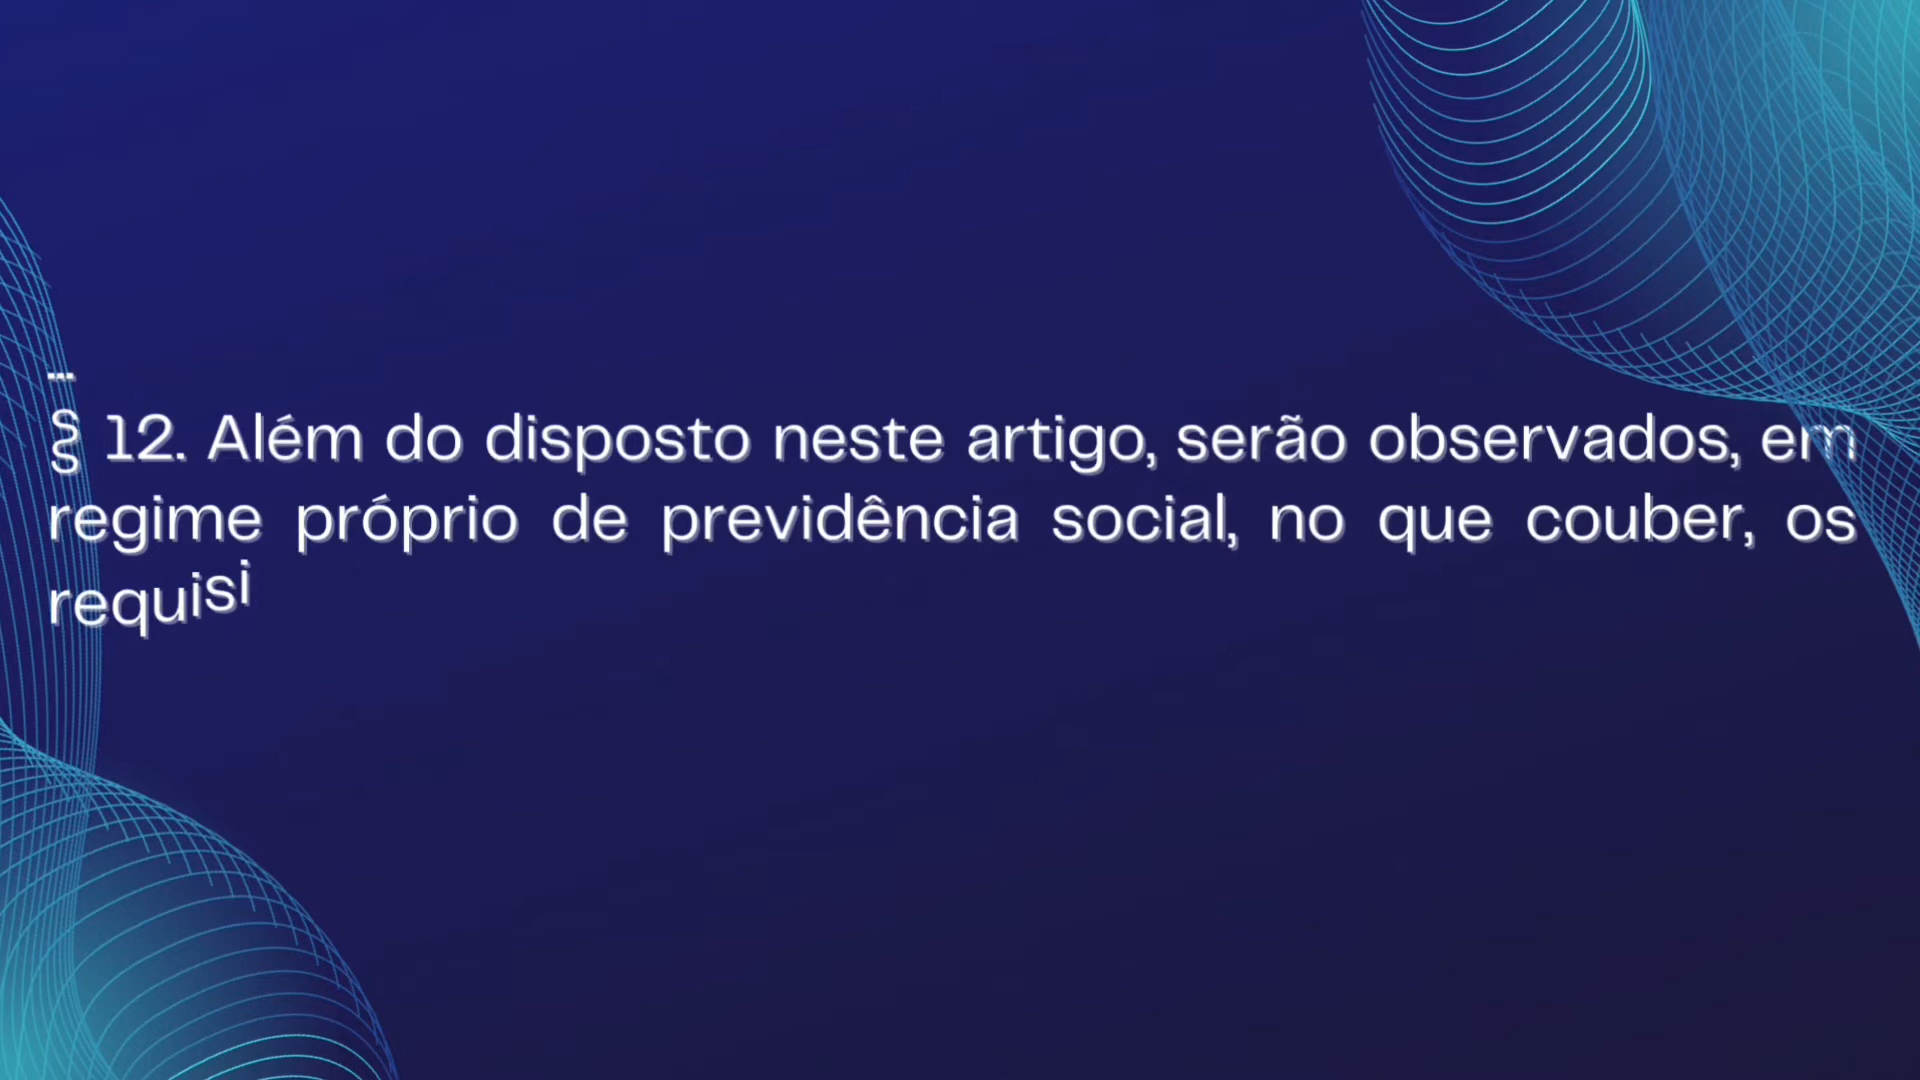 ...
§ 12. Além do disposto neste artigo, serão observados, em
regime próprio de previdência social, no que couber, os
requisi